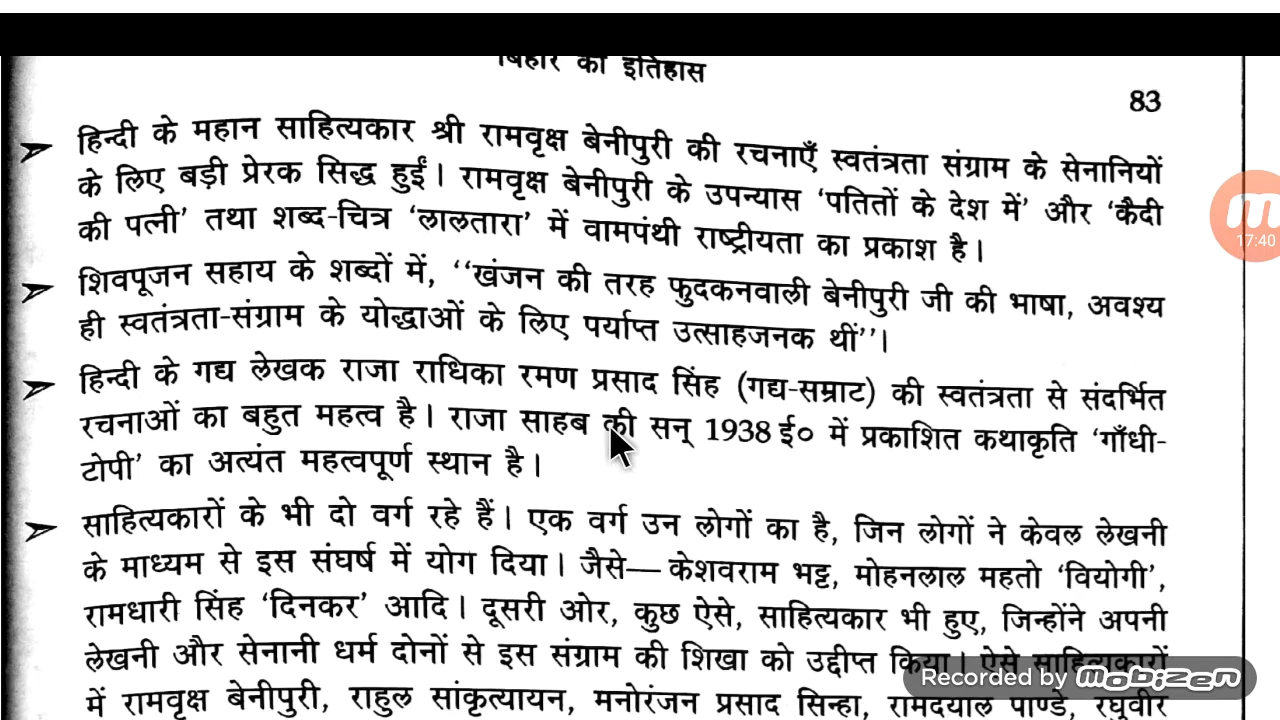 बिहार का इतिहास
83
हिन्दी के महान साहित्यकार श्री रामवृक्ष बेनीपुरी की रचनाएँ स्वतंत्रता संग्राम के सेनानियों
के लिए बड़ी प्रेरक सिद्ध हुईं। रामवृक्ष बेनीपुरी के उपन्यास 'पतितों के देश में' और 'कैदी
की पत्नी' तथा शब्द-चित्र 'लालतारा' में वामपंथी राष्ट्रीयता का प्रकाश है।
शिवपूजन सहाय के शब्दों में, "खंजन की तरह फुदकनवाली बेनीपुरी जी की भाषा, अवश्य
ही स्वतंत्रता-संग्राम के योद्धाओं के लिए पर्याप्त उत्साहजनक थीं"।
हिन्दी के गद्य लेखक राजा राधिका रमण प्रसाद सिंह (गद्य-सम्राट) की स्वतंत्रता से संदर्भित
रचनाओं का बहुत महत्व है। राजा साहब की सन् 1938 ई० में प्रकाशित कथाकृति 'गाँधी-
टोपी' का अत्यंत महत्वपूर्ण स्थान है।
साहित्यकारों के भी दो वर्ग रहे हैं। एक वर्ग उन लोगों का है, जिन लोगों ने केवल लेखनी
के माध्यम से इस संघर्ष में योग दिया। जैसे— केशवराम भट्ट, मोहनलाल महतो 'वियोगी',
रामधारी सिंह 'दिनकर' आदि। दूसरी ओर, कुछ ऐसे, साहित्यकार भी हुए, जिन्होंने अपनी
लेखनी और सेनानी धर्म दोनों से इस संग्राम की शिखा को उद्दीप्त किया। ऐसे साहित्यकारों
में रामवृक्ष बेनीपुरी, राहुल सांकृत्यायन, मनोरंजन प्रसाद सिन्हा, रामदयाल पाण्डे, रघुवीर
17:40
Recorded by mobizen